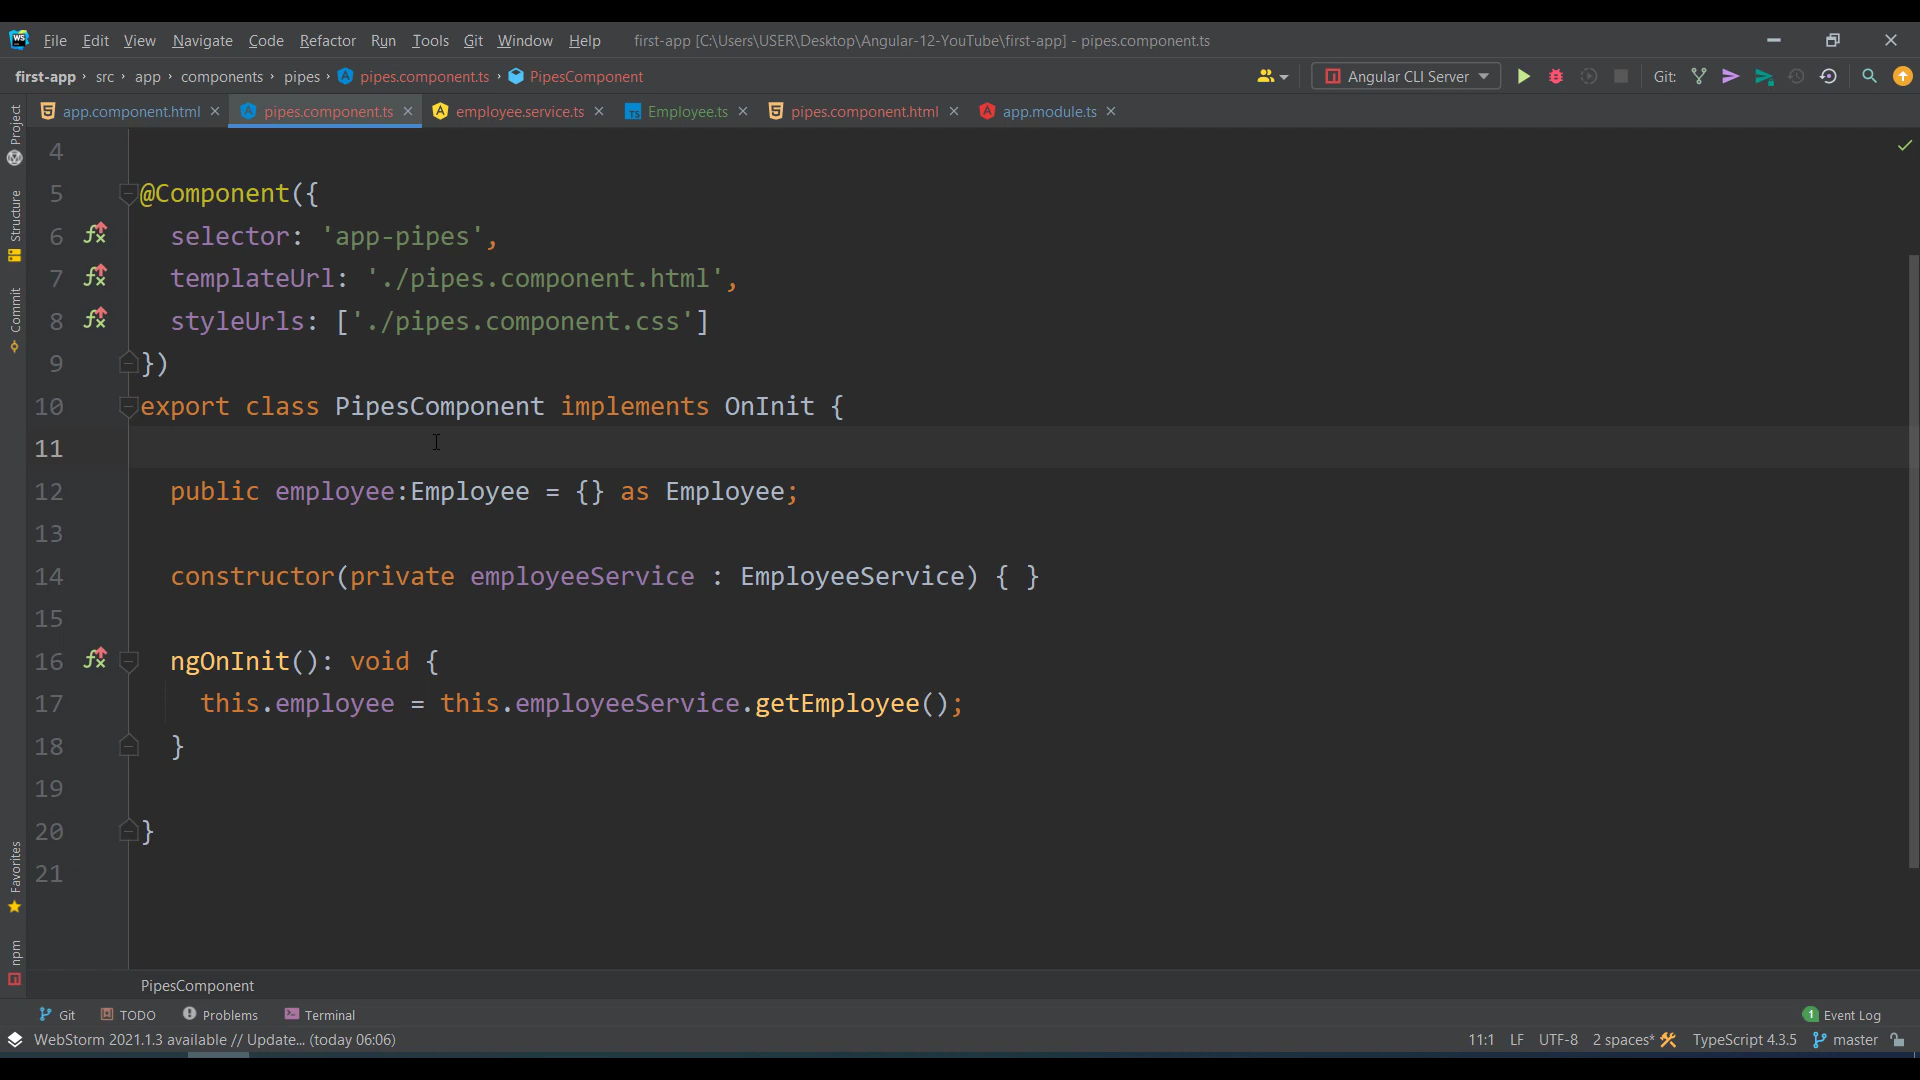 File Edit View Navigate Code Refactor Run Tools Git Window Help first-app [C:\Users\USER\Desktop\Angular-12-YouTube\first-app] - pipes.component.ts
first-app › src › app › components › pipes › pipes.component.ts › PipesComponent Angular CLI Server Git:
app.component.html pipes.component.ts employee.service.ts Employee.ts pipes.component.html app.module.ts
Project
Structure
Commit
Favorites
npm
4
5 @Component({
6 selector: 'app-pipes',
7 templateUrl: './pipes.component.html',
8 styleUrls: ['./pipes.component.css']
9 })
10 export class PipesComponent implements OnInit {
11
12 public employee:Employee = {} as Employee;
13
14 constructor(private employeeService : EmployeeService) { }
15
16 ngOnInit(): void {
17 this.employee = this.employeeService.getEmployee();
18 }
19
20 }
21
PipesComponent
Git TODO Problems Terminal 1 Event Log
WebStorm 2021.1.3 available // Update... (today 06:06) 11:1 LF UTF-8 2 spaces* TypeScript 4.3.5 master